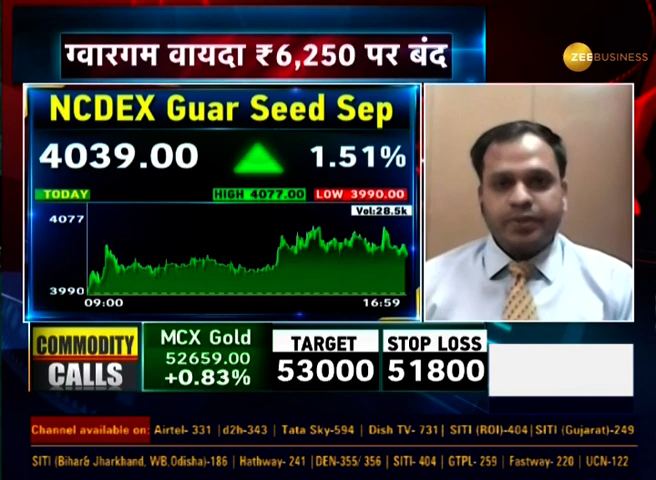 ग्वारगम वायदा ₹6,250 पर बंद
ZEE BUSINESS
NCDEX Guar Seed Sep
4039.00 1.51%
TODAY HIGH 4077.00 LOW 3990.00
Vol:28.5k
4077
3990
09:00 16:59
COMMODITY CALLS
MCX Gold
52659.00
+0.83%
TARGET
53000
STOP LOSS
51800
Channel available on: Airtel- 331 | d2h-343 | Tata Sky-594 | Dish TV- 731| SITI (ROI)-404| SITI (Gujarat)-249
SITI (Bihar& Jharkhand, WB,Odisha)-186 | Hathway- 241 |DEN-355/ 356 | SITI- 404 | GTPL- 259 | Fastway- 220 | UCN-122